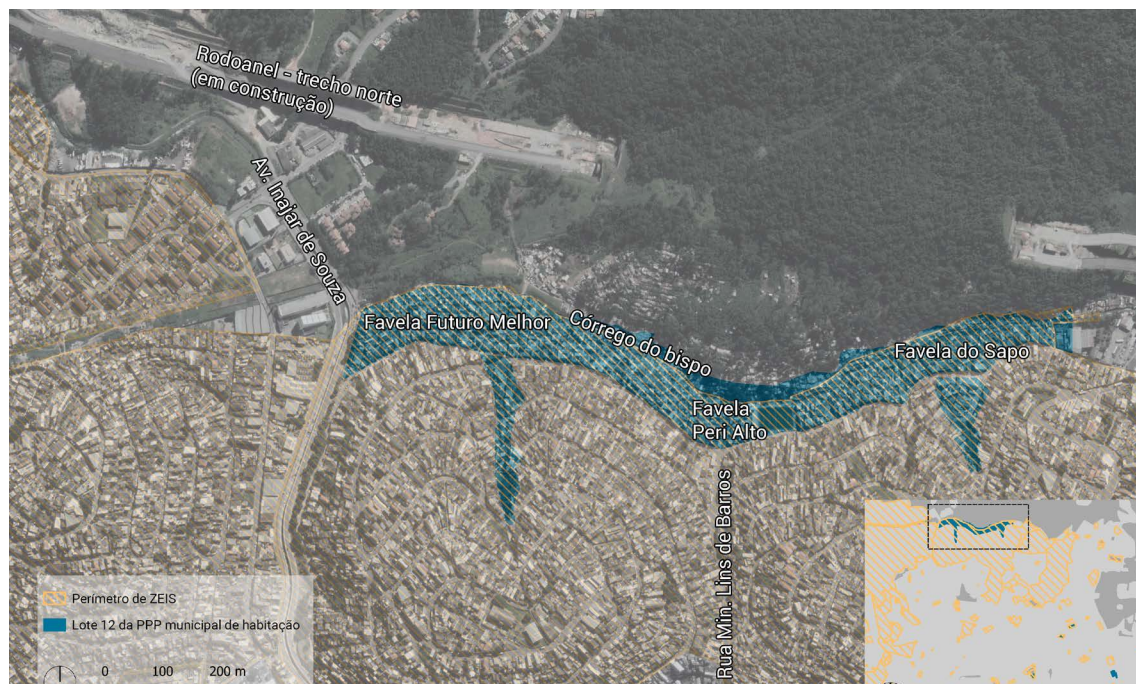 Rodoanel - trecho norte
(em construção)
Av. Inajar de Souza
Favela Futuro Melhor
Córrego do bispo
Favela do Sapo
Favela
Peri Alto
Rua Min. Lins de Barros
Perímetro de ZEIS
Lote 12 da PPP municipal de habitação
0 100 200 m